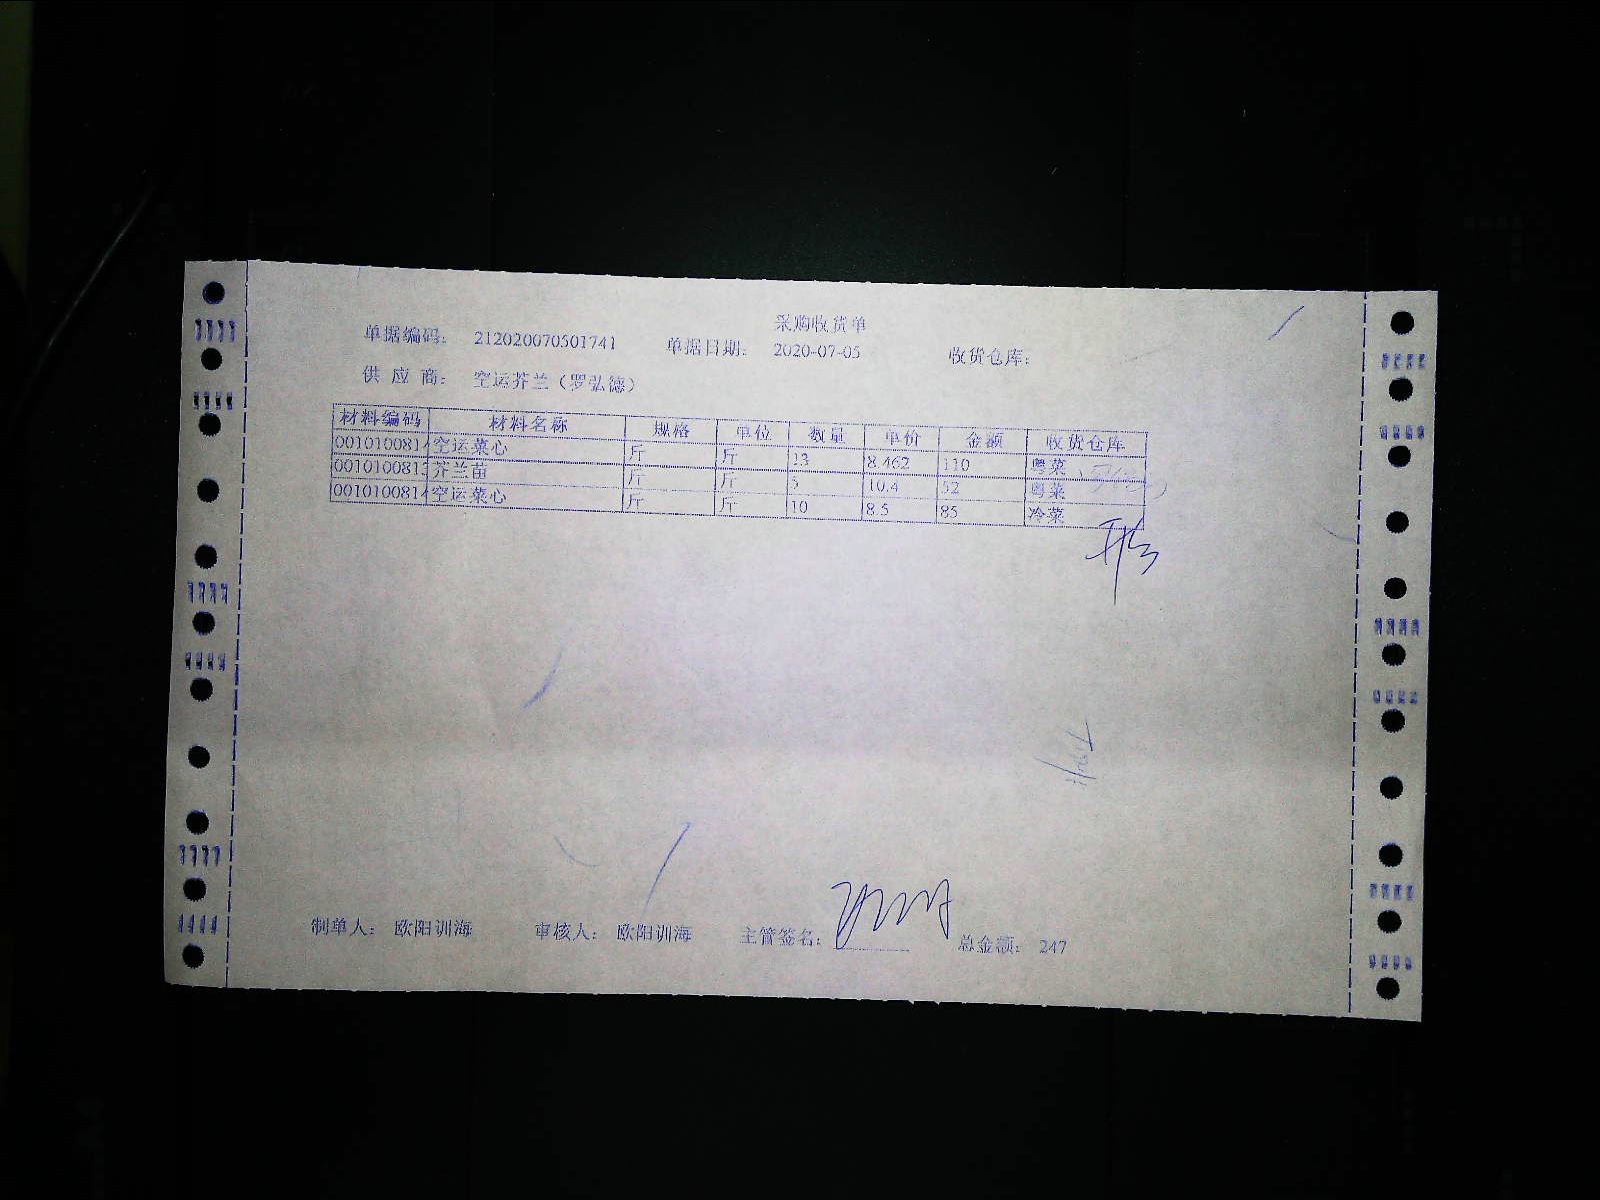 采购收货单
单据编码: 212020070501741 单据日期: 2020-07-05 收货仓库:
供应商: 空运芥兰(罗弘德)
材料编码 材料名称 规格 单位 数量 单价 金额 收货仓库
0010100814 空运菜心 斤 斤 13 8.462 110 粤菜
0010100813 芥兰苗 斤 斤 5 10.4 52 粤菜
0010100814 空运菜心 斤 斤 10 8.5 85 冷菜
制单人: 欧阳训海 审核人: 欧阳训海 主管签名: 总金额: 247